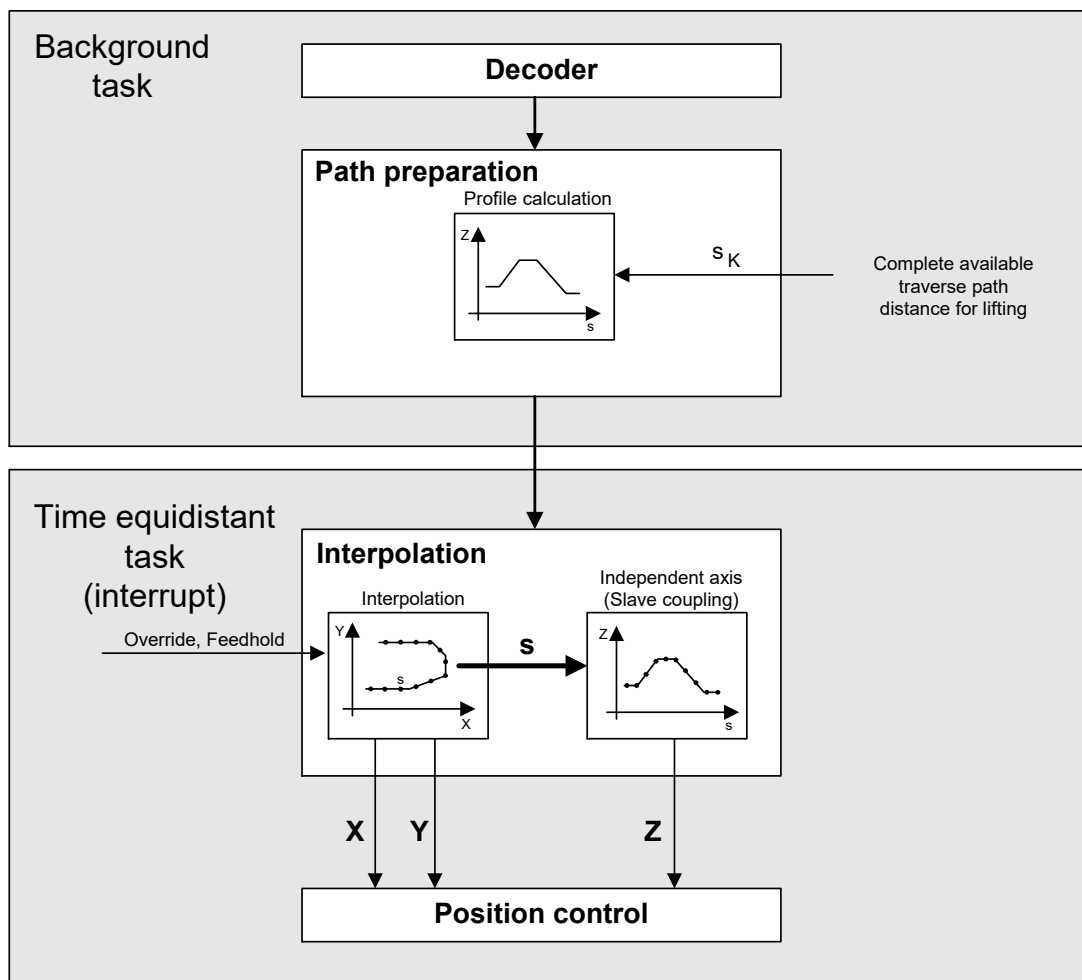 Background
task
Decoder
Path preparation
Profile calculation
Z
s
s K
Complete available
traverse path
distance for lifting
Time equidistant
task
(interrupt)
Override, Feedhold
Interpolation
Interpolation
Y
s
X
s
Independent axis
(Slave coupling)
Z
s
X
Y
Z
Position control